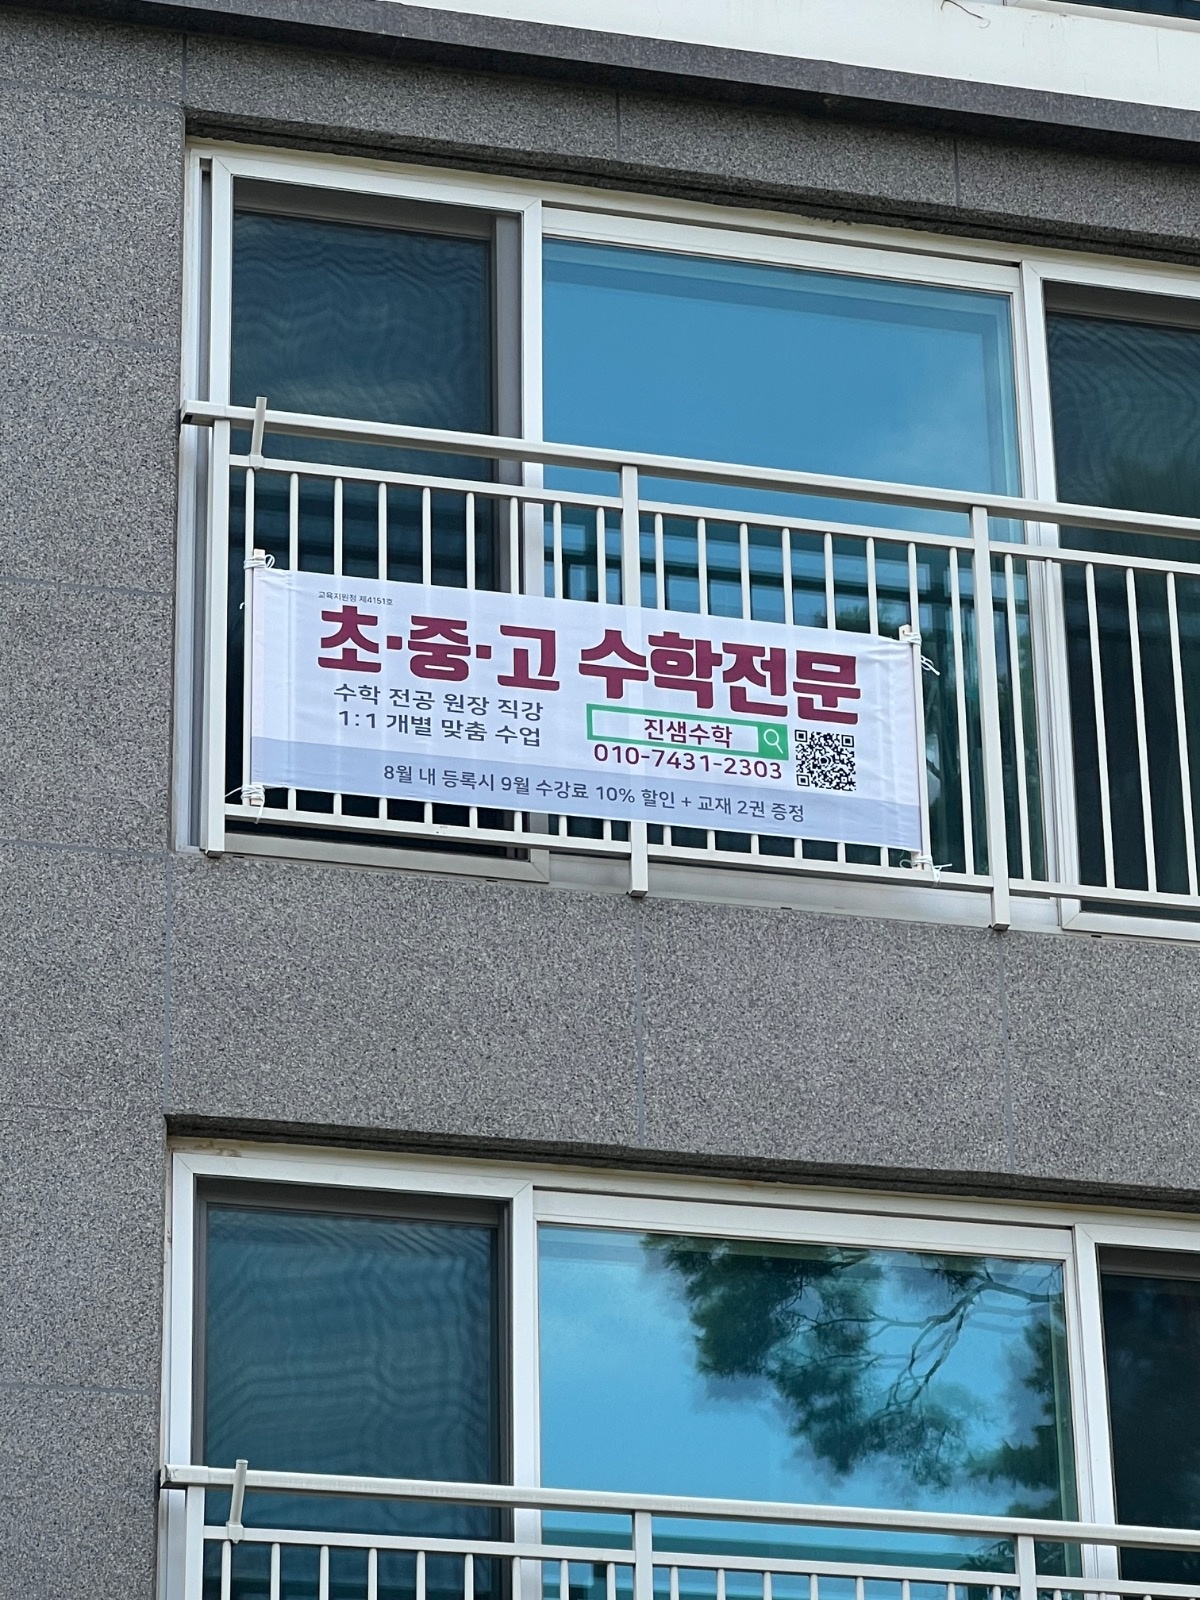 교육지원청 제4151호
초·중·고 수학전문
수학 전공 원장 직강
1:1 개별 맞춤 수업
진샘수학
010-7431-2303
8월 내 등록시 9월 수강료 10% 할인 + 교재 2권 증정